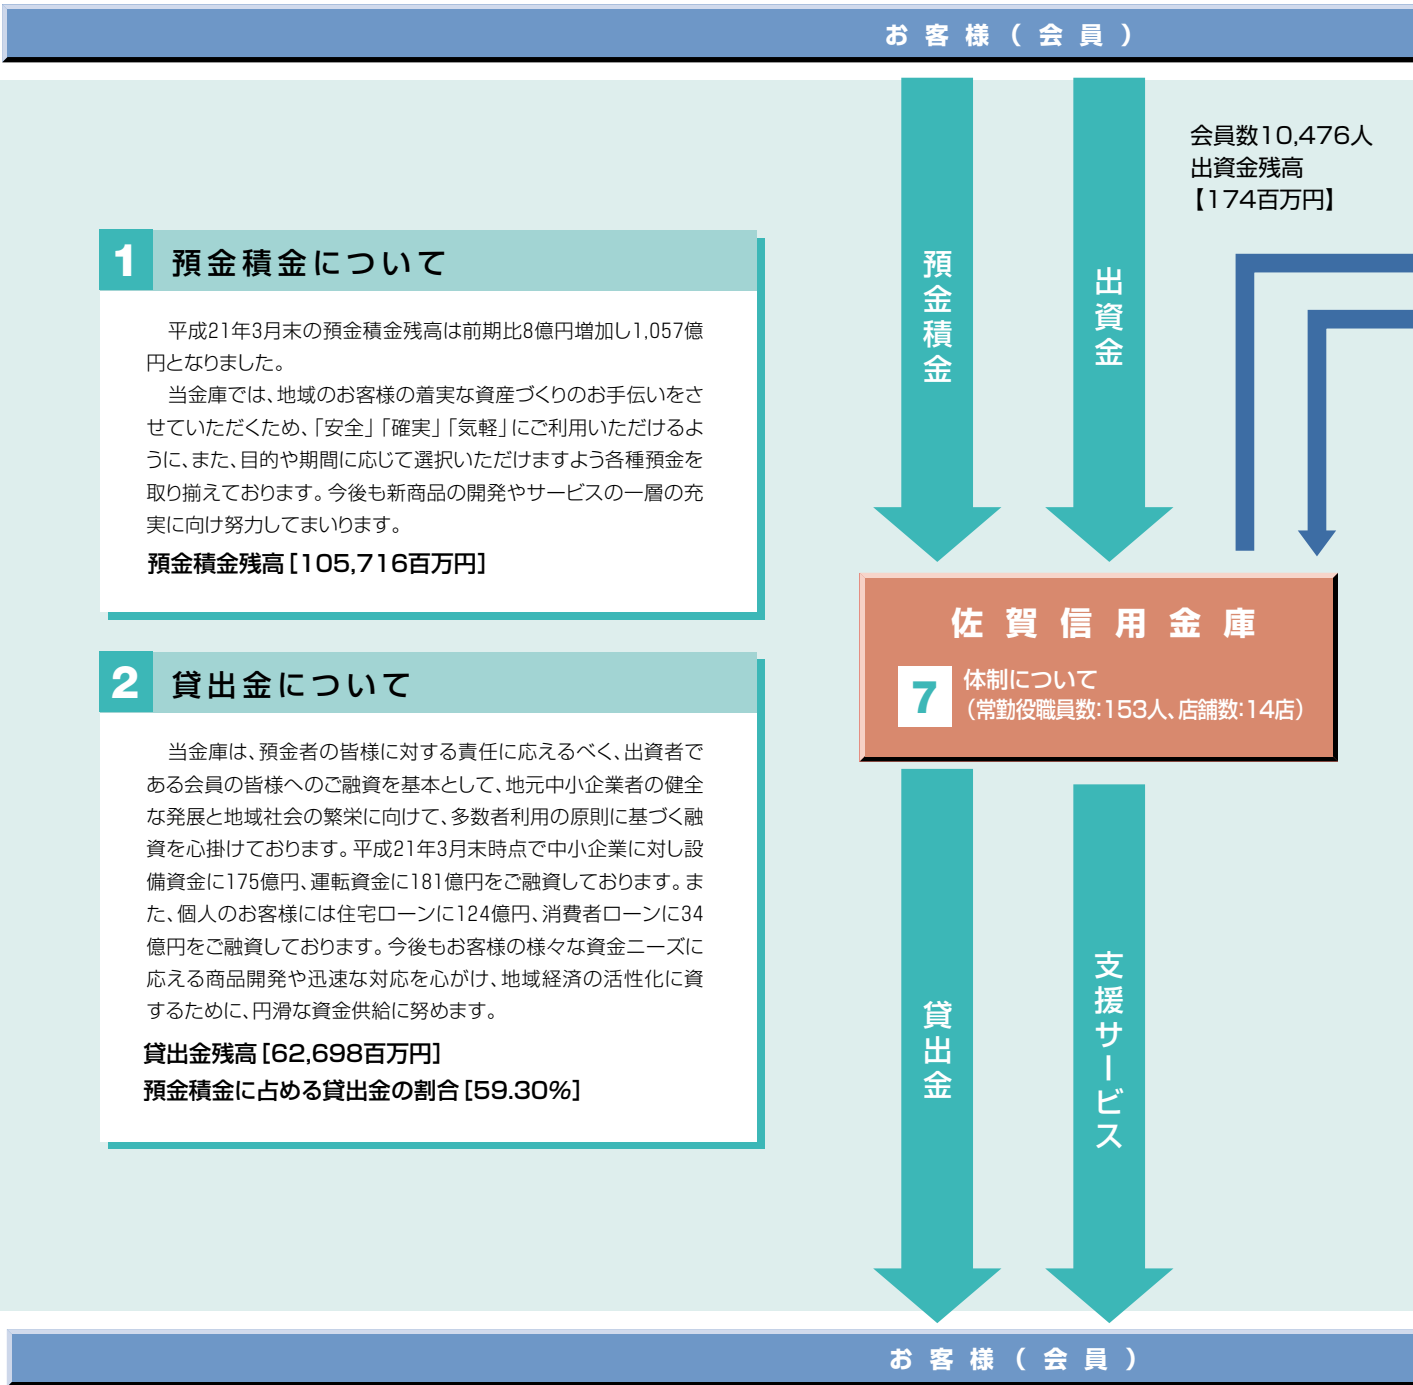 お客様（会員）
会員数10,476人
出資金残高
【174百万円】
預金積金
出資金
1 預金積金について
　平成21年3月末の預金積金残高は前期比8億円増加し1,057億
円となりました。
　当金庫では、地域のお客様の着実な資産づくりのお手伝いをさ
せていただくため、「安全」「確実」「気軽」にご利用いただけるよ
うに、また、目的や期間に応じて選択いただけますよう各種預金を
取り揃えております。今後も新商品の開発やサービスの一層の充
実に向け努力してまいります。
預金積金残高［105,716百万円］
2 貸出金について
　当金庫は、預金者の皆様に対する責任に応えるべく、出資者で
ある会員の皆様へのご融資を基本として、地元中小企業者の健全
な発展と地域社会の繁栄に向けて、多数者利用の原則に基づく融
資を心掛けております。平成21年3月末時点で中小企業に対し設
備資金に175億円、運転資金に181億円をご融資しております。ま
た、個人のお客様には住宅ローンに124億円、消費者ローンに34
億円をご融資しております。今後もお客様の様々な資金ニーズに
応える商品開発や迅速な対応を心がけ、地域経済の活性化に資
するために、円滑な資金供給に努めます。
貸出金残高［62,698百万円］
預金積金に占める貸出金の割合［59.30%］
佐賀信用金庫
7 体制について
（常勤役職員数：153人、店舗数：14店）
貸出金
支援サービス
お客様（会員）